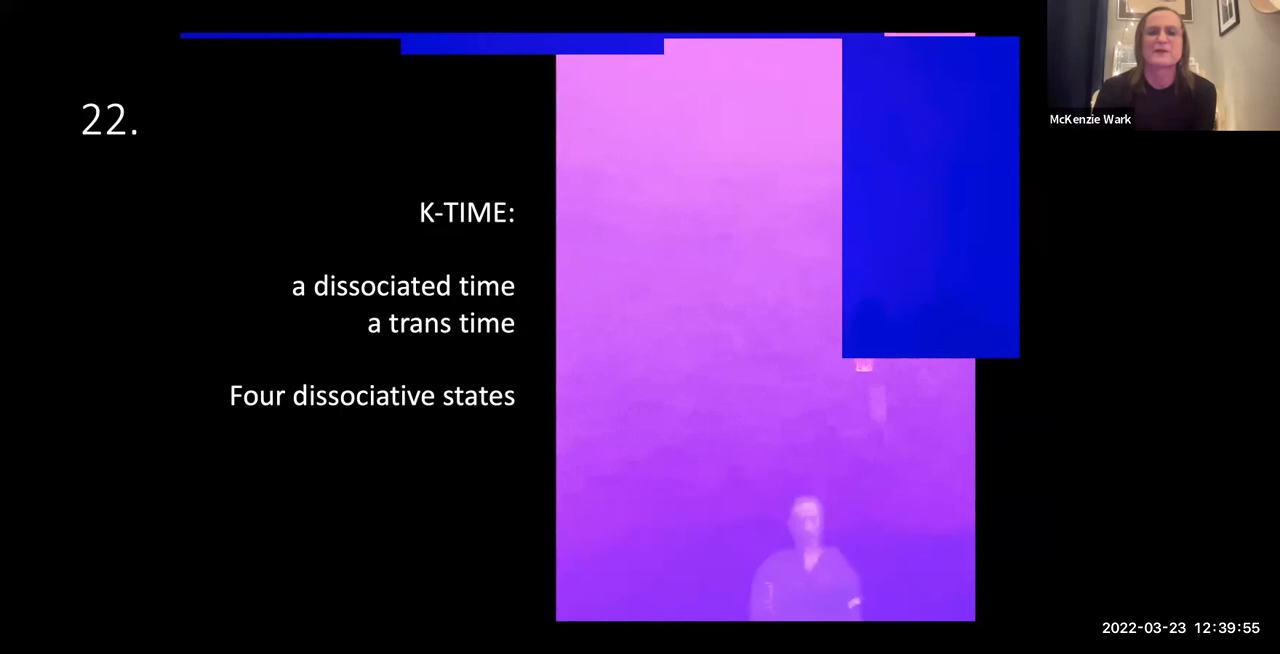 22.
K-TIME:
a dissociated time
a trans time
Four dissociative states
McKenzie Wark
2022-03-23 12:39:55